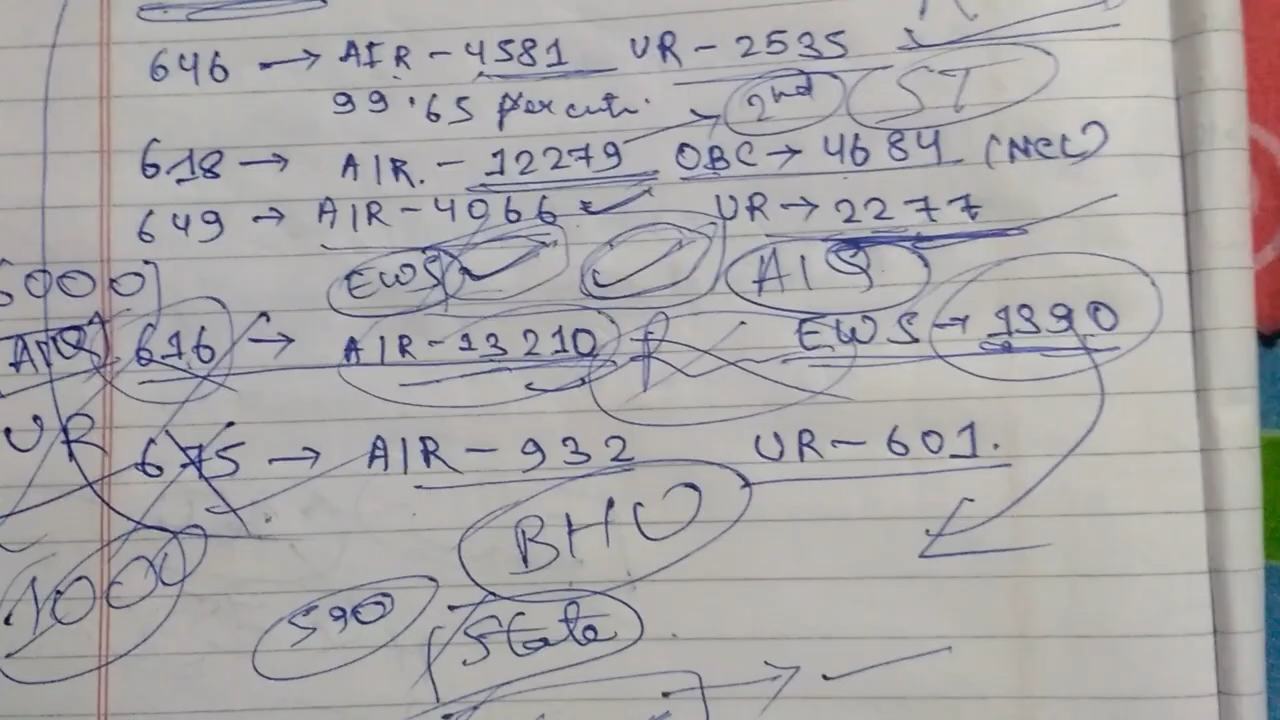 646 → AIR - 4581 UR - 2535
99.65 percenti.
2nd ST
618 → AIR. - 12279 OBC → 4684 (NCL)
649 → AIR - 4066 UR → 2277
EWS AIQ
5000
AIQ 616 → AIR - 13210 EWS → 1390
UR
675 → AIR - 932 UR - 601.
BHU
1000
590 State